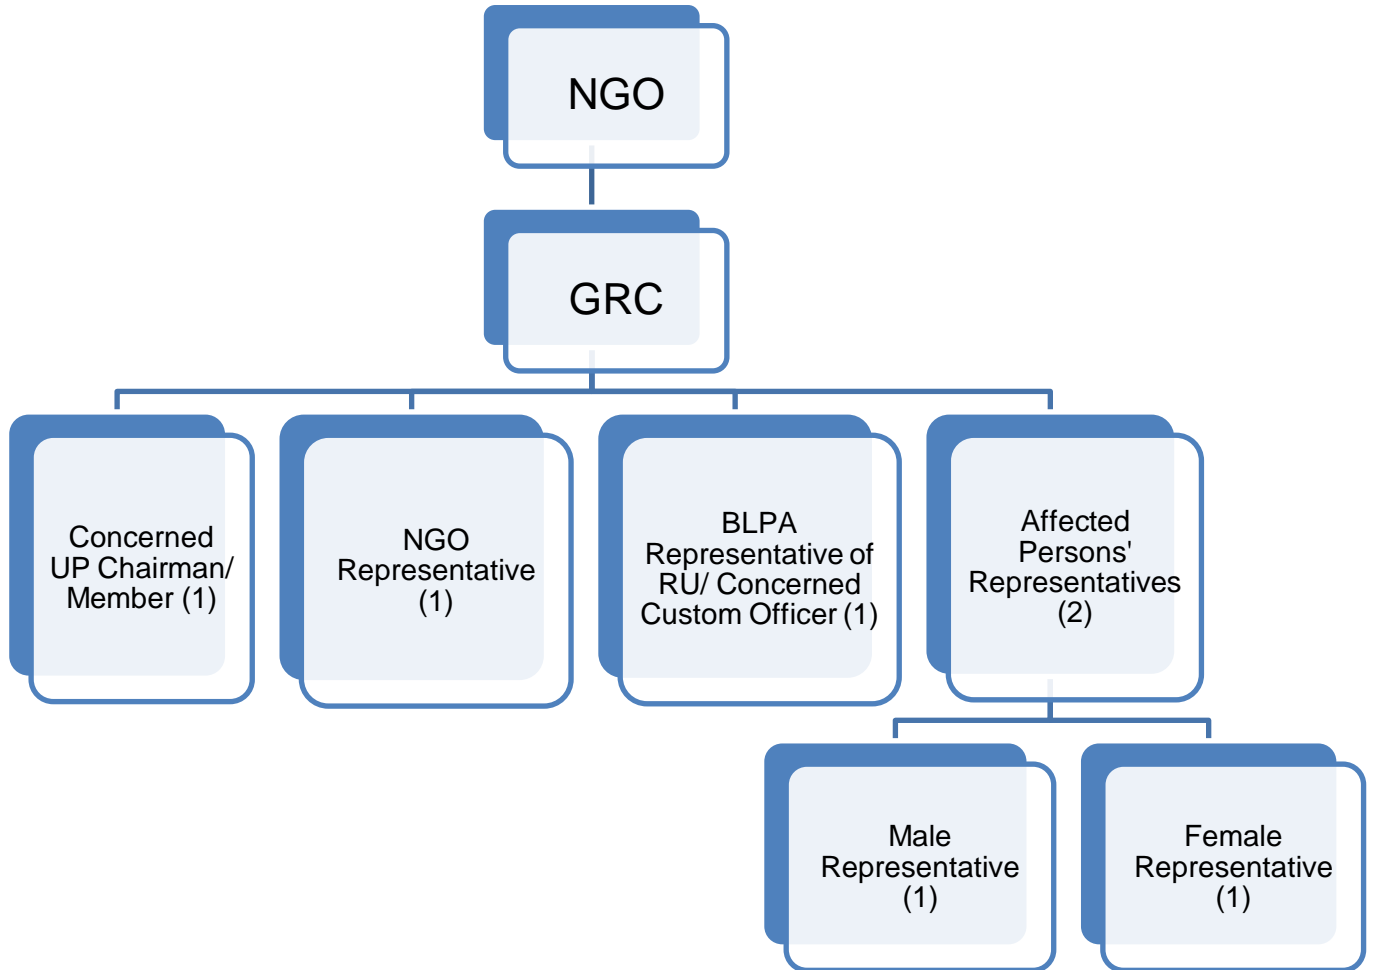 NGO
GRC
Concerned
UP Chairman/
Member (1)
NGO
Representative
(1)
BLPA
Representative of
RU/ Concerned
Custom Officer (1)
Affected
Persons'
Representatives
(2)
Male
Representative
(1)
Female
Representative
(1)